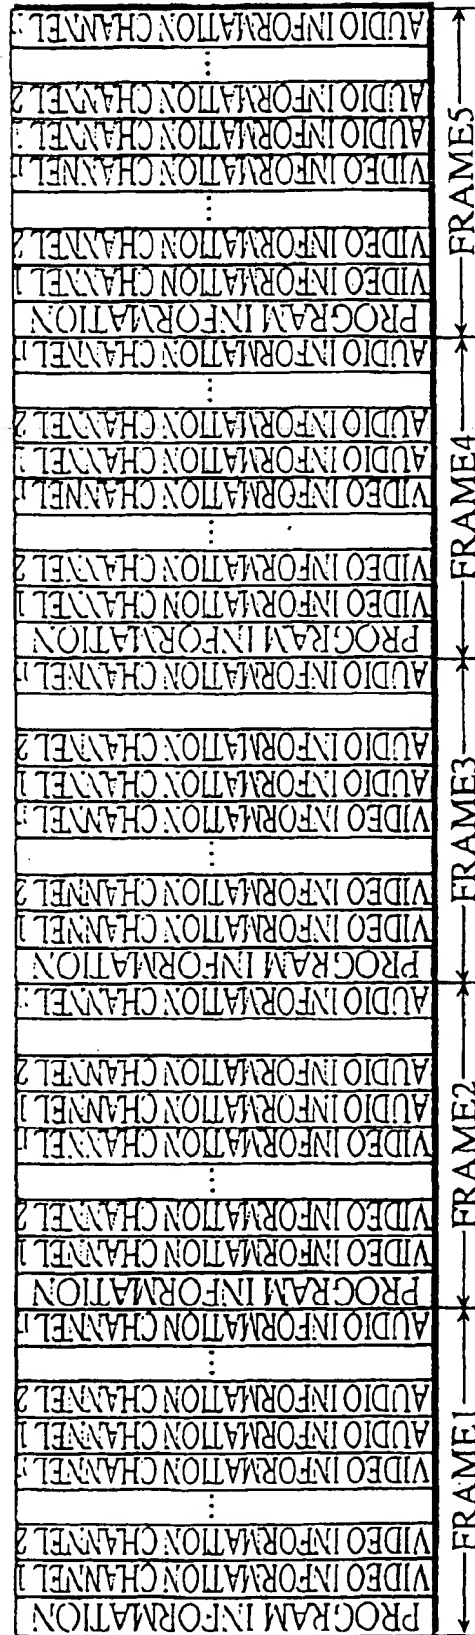 PROGRAM INFORMATION
VIDEO INFORMATION CHANNEL 1
VIDEO INFORMATION CHANNEL 2
⋮
VIDEO INFORMATION CHANNEL
AUDIO INFORMATION CHANNEL 1
AUDIO INFORMATION CHANNEL 2
⋮
AUDIO INFORMATION CHANNEL n
PROGRAM INFORMATION
VIDEO INFORMATION CHANNEL 1
VIDEO INFORMATION CHANNEL 2
⋮
VIDEO INFORMATION CHANNEL n
AUDIO INFORMATION CHANNEL 1
AUDIO INFORMATION CHANNEL 2
AUDIO INFORMATION CHANNEL
PROGRAM INFORMATION
VIDEO INFORMATION CHANNEL 1
VIDEO INFORMATION CHANNEL 2
⋮
VIDEO INFORMATION CHANNEL
AUDIO INFORMATION CHANNEL 1
AUDIO INFORMATION CHANNEL 2
AUDIO INFORMATION CHANNEL n
PROGRAM INFORMATION
VIDEO INFORMATION CHANNEL 1
VIDEO INFORMATION CHANNEL 2
⋮
VIDEO INFORMATION CHANNEL n
AUDIO INFORMATION CHANNEL
AUDIO INFORMATION CHANNEL 2
⋮
AUDIO INFORMATION CHANNEL n
PROGRAM INFORMATION
VIDEO INFORMATION CHANNEL 1
VIDEO INFORMATION CHANNEL 2
⋮
VIDEO INFORMATION CHANNEL n
AUDIO INFORMATION CHANNEL
AUDIO INFORMATION CHANNEL 2
⋮
AUDIO INFORMATION CHANNEL
FRAME1 FRAME2 FRAME3 FRAME4 FRAME5